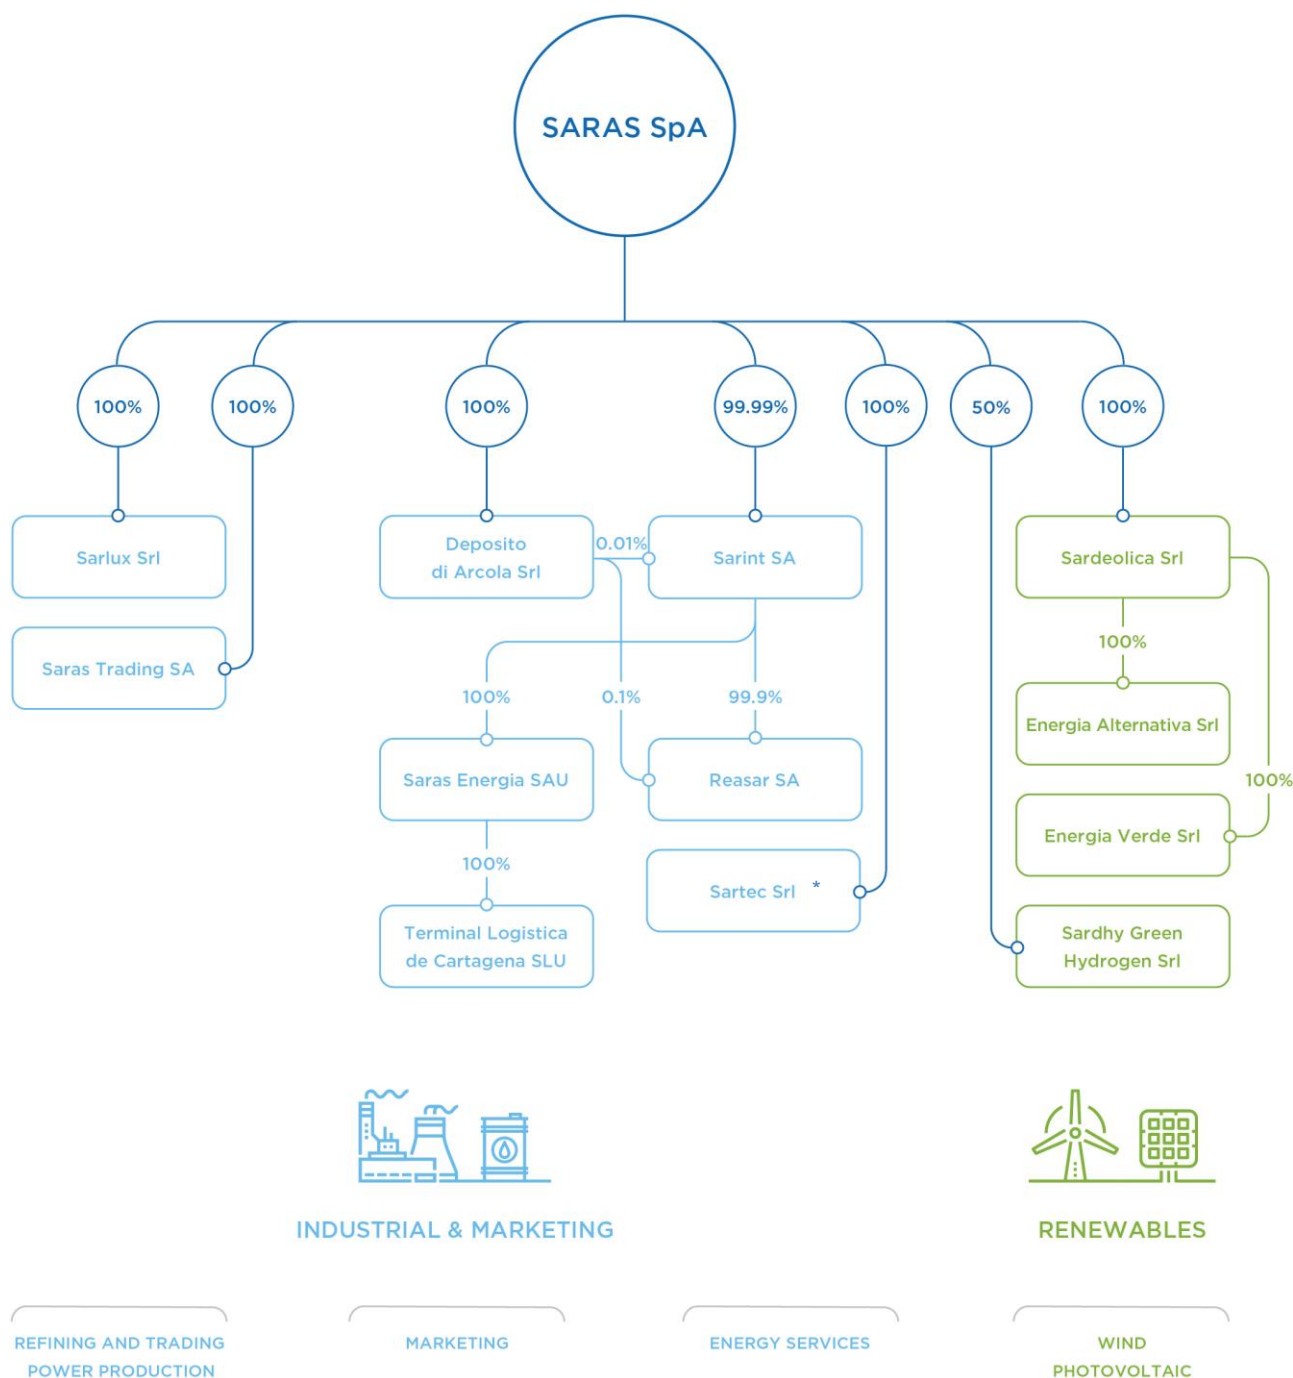 SARAS SpA
100%
100%
100%
99.99%
100%
50%
100%
Sarlux Srl
Deposito
di Arcola Srl
0.01%
Sarint SA
Sardeolica Srl
Saras Trading SA
100%
100%
0.1%
99.9%
Energia Alternativa Srl
Saras Energia SAU
Reasar SA
100%
Energia Verde Srl
100%
Sartec Srl *
Terminal Logistica
de Cartagena SLU
Sardhy Green
Hydrogen Srl
INDUSTRIAL & MARKETING
RENEWABLES
REFINING AND TRADING
POWER PRODUCTION
MARKETING
ENERGY SERVICES
WIND
PHOTOVOLTAIC